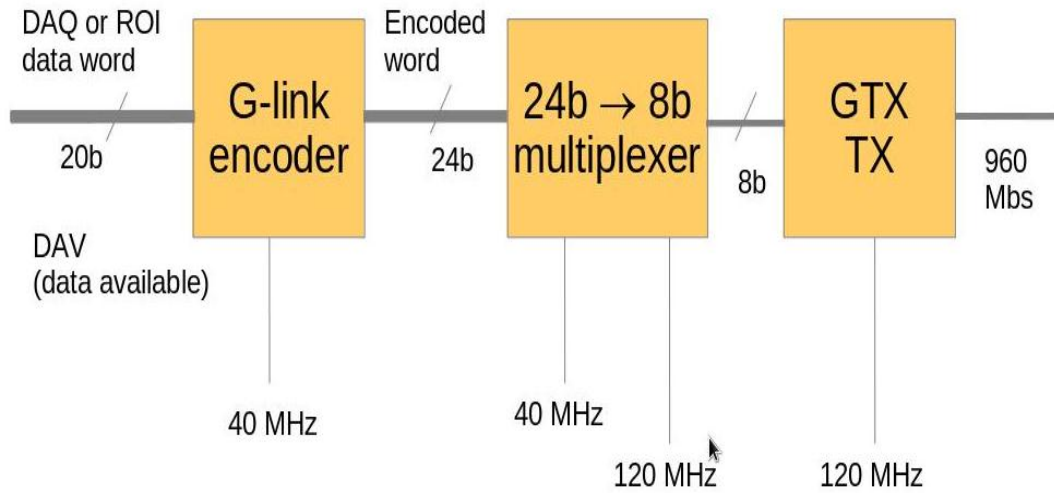 DAQ or ROI
data word
20b
DAV
(data available)
G-link
encoder
40 MHz
Encoded
word
24b
24b → 8b
multiplexer
40 MHz
120 MHz
8b
GTX
TX
120 MHz
960
Mbs